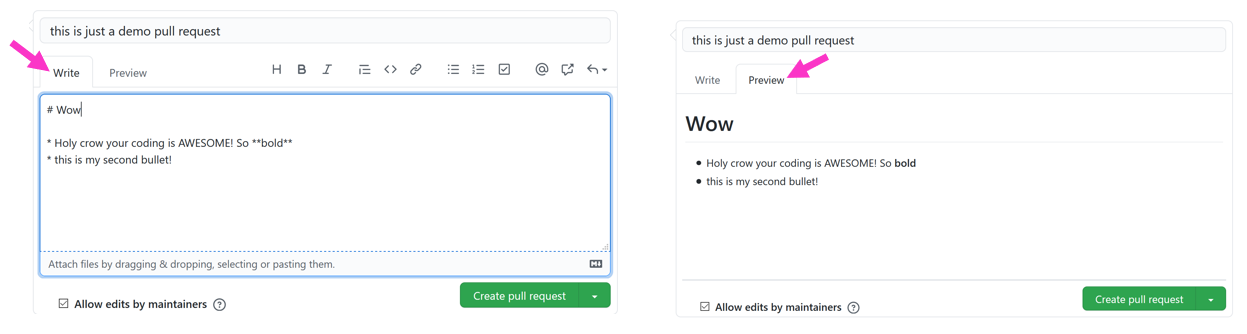 this is just a demo pull request
Write Preview H B I
# Wow
* Holy crow your coding is AWESOME! So **bold**
* this is my second bullet!
Attach files by dragging & dropping, selecting or pasting them.
Allow edits by maintainers ?
Create pull request
this is just a demo pull request
Write Preview
Wow
• Holy crow your coding is AWESOME! So bold
• this is my second bullet!
Allow edits by maintainers ?
Create pull request